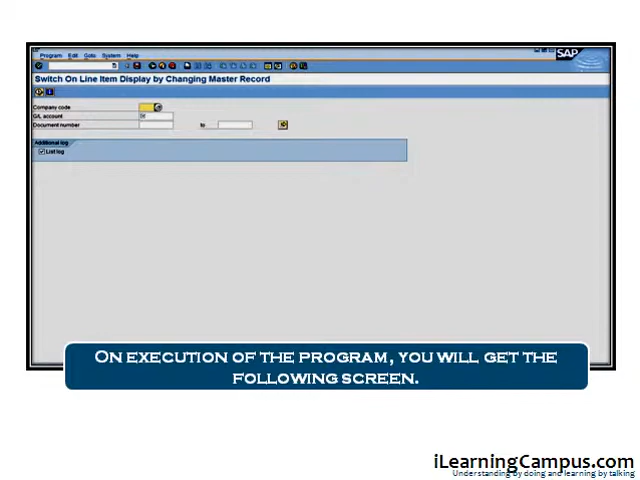 Program Edit Goto System Help
SAP
Switch On Line Item Display by Changing Master Record
Company code
G/L account
Document number to
Additional log
List log
ON EXECUTION OF THE PROGRAM, YOU WILL GET THE
FOLLOWING SCREEN.
iLearningCampus.com
Understanding by doing and learning by talking